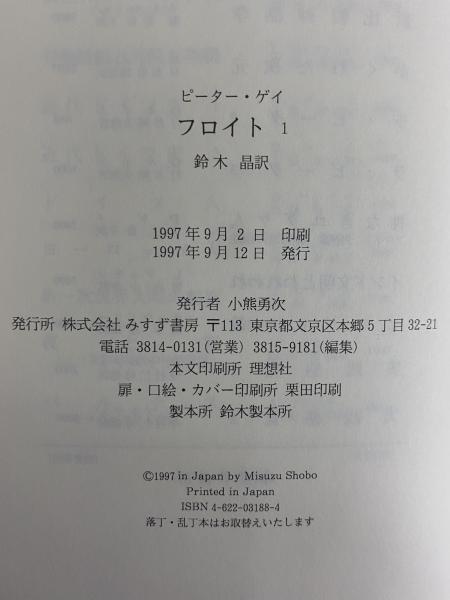 ピーター・ゲイ
フロイト 1
鈴木 晶訳
1997年9月2日 印刷
1997年9月12日 発行
発行者 小熊勇次
発行所 株式会社 みすず書房 〒113 東京都文京区本郷5丁目32-21
電話 3814-0131(営業) 3815-9181(編集)
本文印刷所 理想社
扉・口絵・カバー印刷所 栗田印刷
製本所 鈴木製本所
©1997 in Japan by Misuzu Shobo
Printed in Japan
ISBN 4-622-03188-4
落丁・乱丁本はお取替えいたします